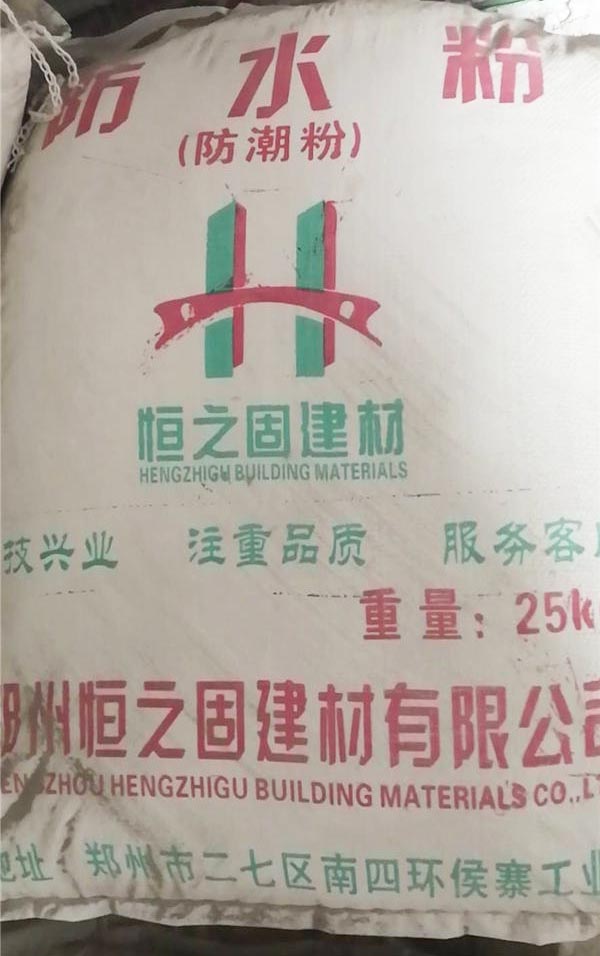 防水粉
(防潮粉)
恒之固建材
HENGZHIGU BUILDING MATERIALS
技兴业 注重品质 服务客
重量：25k
郑州恒之固建材有限公司
ENGZHOU HENGZHIGU BUILDING MATERIALS CO.,L
地址 郑州市二七区南四环侯寨工业